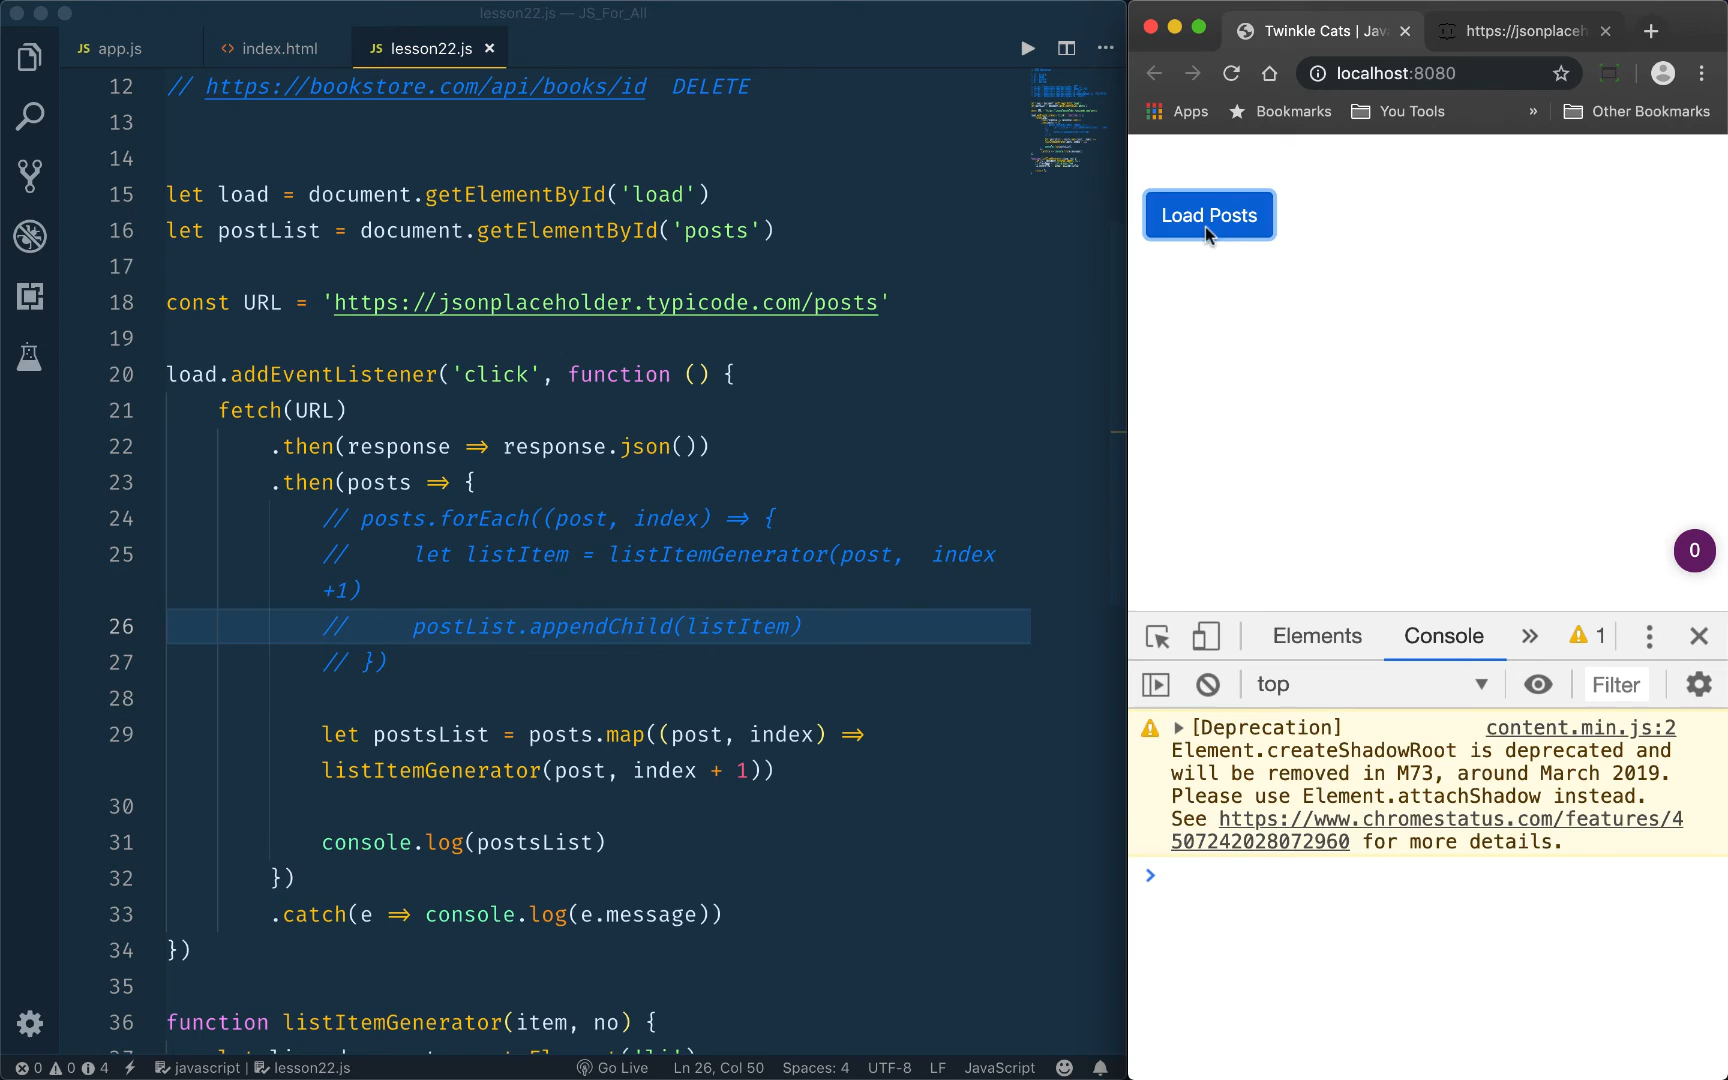 lesson22.js — JS_For_All
JS app.js
<> index.html
JS lesson22.js ×
12 // https://bookstore.com/api/books/id DELETE
13
14
15 let load = document.getElementById('load')
16 let postList = document.getElementById('posts')
17
18 const URL = 'https://jsonplaceholder.typicode.com/posts'
19
20 load.addEventListener('click', function () {
21 fetch(URL)
22 .then(response => response.json())
23 .then(posts => {
24 // posts.forEach((post, index) => {
25 // let listItem = listItemGenerator(post, index
+1)
26 // postList.appendChild(listItem)
27 // })
28
29 let postsList = posts.map((post, index) =>
listItemGenerator(post, index + 1))
30
31 console.log(postsList)
32 })
33 .catch(e => console.log(e.message))
34 })
35
36 function listItemGenerator(item, no) {
0 0 4 javascript | lesson22.js Go Live Ln 26, Col 50 Spaces: 4 UTF-8 LF JavaScript
Twinkle Cats | Jav
https://jsonplaceh
localhost:8080
Apps Bookmarks You Tools » Other Bookmarks
Load Posts
0
Elements Console » 1
top Filter
[Deprecation] content.min.js:2
Element.createShadowRoot is deprecated and
will be removed in M73, around March 2019.
Please use Element.attachShadow instead.
See https://www.chromestatus.com/features/4
507242028072960 for more details.